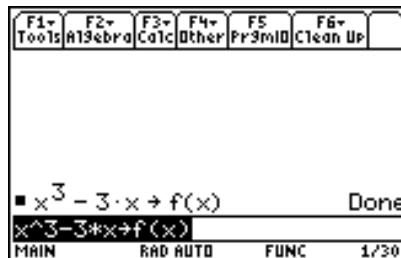 F1▾ F2▾ F3▾ F4▾ F5 F6▾
Tools Algebra Calc Other PrgmIO Clean Up
▪ x³ - 3·x → f(x) Done
x^3-3*x→f(x)
MAIN RAD AUTO FUNC 1/30